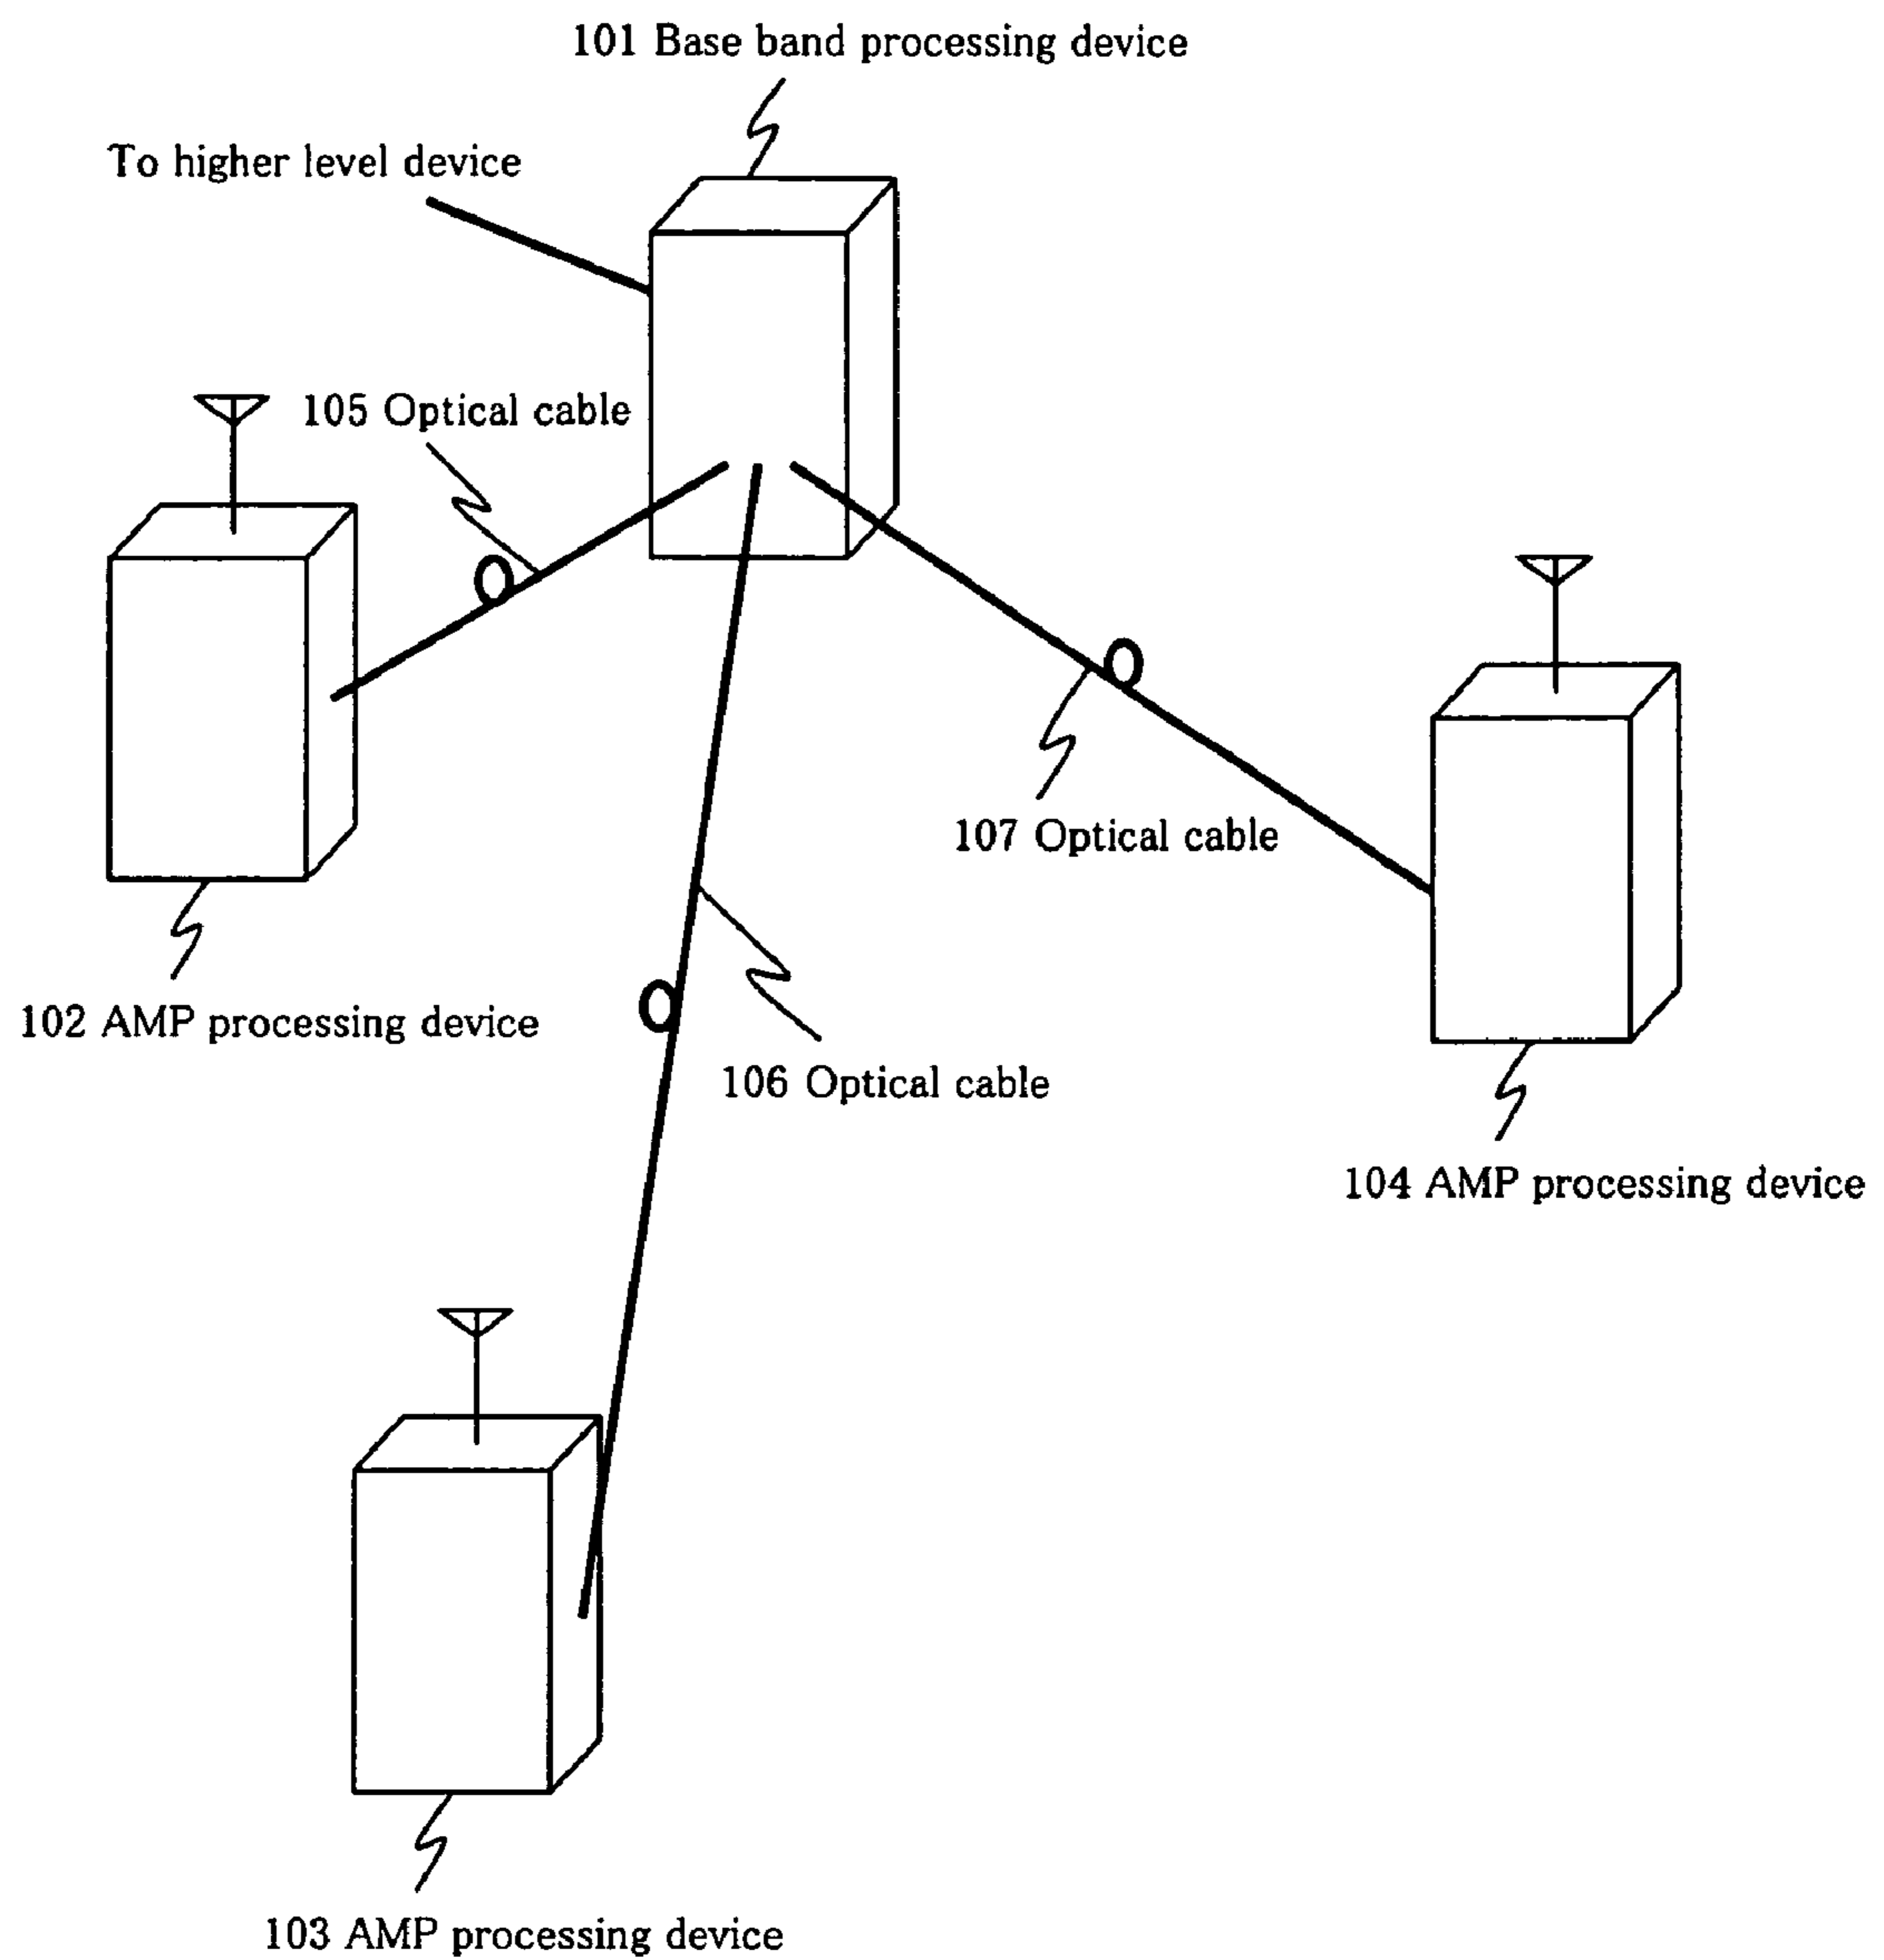 101 Base band processing device
To higher level device
105 Optical cable
107 Optical cable
102 AMP processing device
106 Optical cable
104 AMP processing device
103 AMP processing device